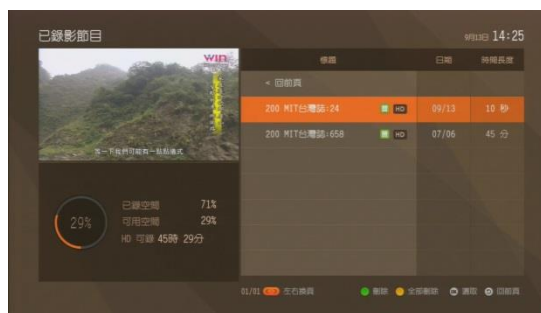 已錄影節目
9月13日 14:25
win
等一下我們可能有一點點儀式
標題 日期 時間長度
< 回前頁
200 MIT台灣誌:24 HD 09/13 10 秒
200 MIT台灣誌:658 HD 07/06 45 分
29%
已錄空間 71%
可用空間 29%
HD 可錄 45時 29分
01/01 左右換頁 刪除 全部刪除 選取 回前頁